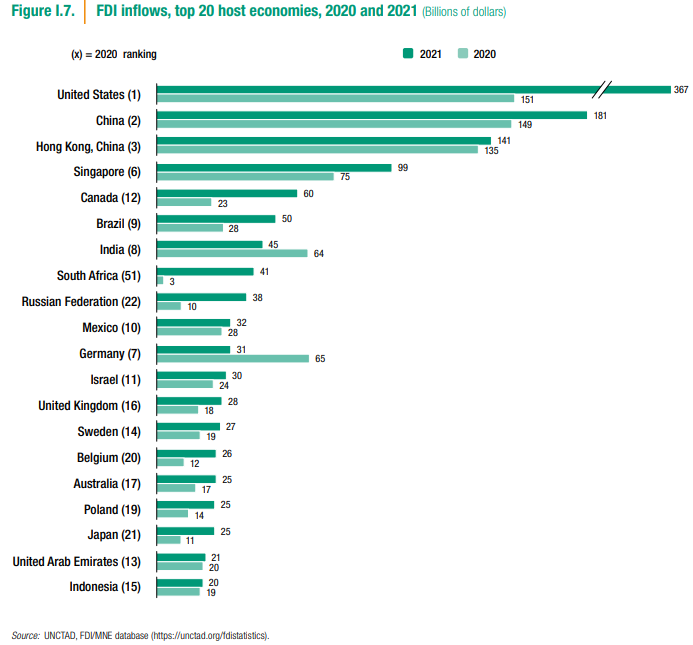 Figure I.7. FDI inflows, top 20 host economies, 2020 and 2021 (Billions of dollars)
(x) = 2020 ranking
2021 2020
United States (1) 367
151
China (2) 181
149
Hong Kong, China (3) 141
135
Singapore (6) 99
75
Canada (12) 60
23
Brazil (9) 50
28
India (8) 45
64
South Africa (51) 41
3
Russian Federation (22) 38
10
Mexico (10) 32
28
Germany (7) 31
65
Israel (11) 30
24
United Kingdom (16) 28
18
Sweden (14) 27
19
Belgium (20) 26
12
Australia (17) 25
17
Poland (19) 25
14
Japan (21) 25
11
United Arab Emirates (13) 21
20
Indonesia (15) 20
19
Source: UNCTAD, FDI/MNE database (https://unctad.org/fdistatistics).